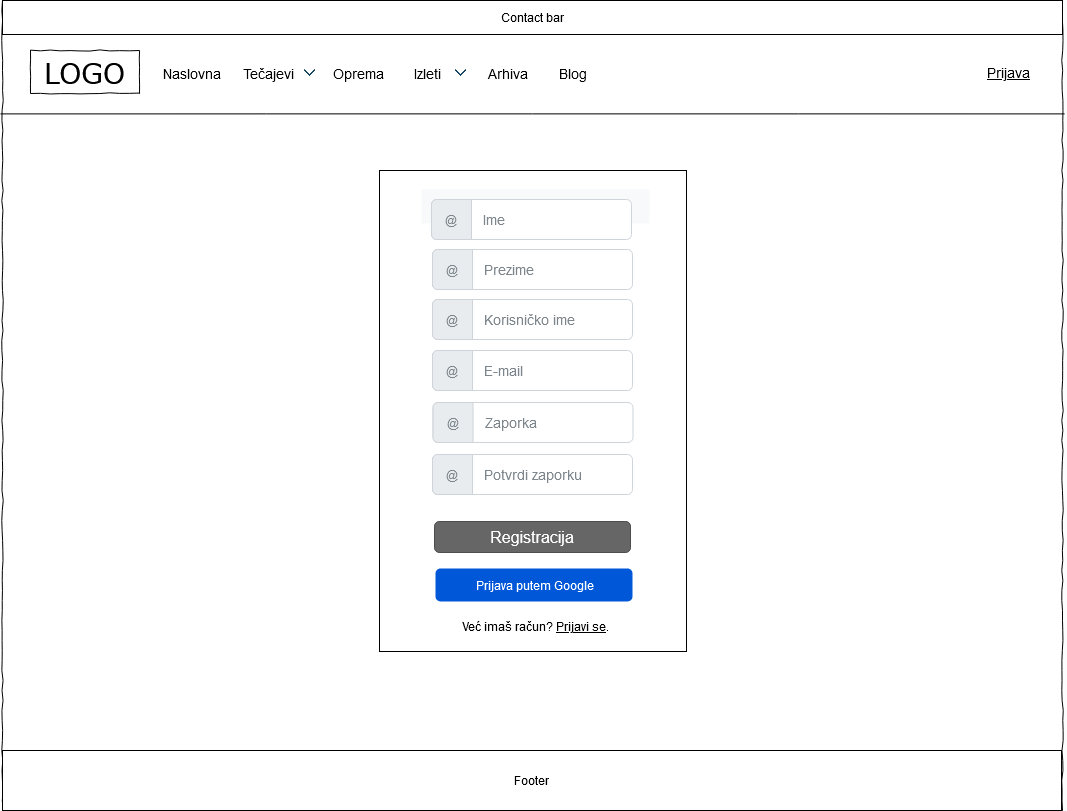 Contact bar
LOGO Naslovna Tečajevi Oprema Izleti Arhiva Blog Prijava
@ Ime
@ Prezime
@ Korisničko ime
@ E-mail
@ Zaporka
@ Potvrdi zaporku
Registracija
Prijava putem Google
Već imaš račun? Prijavi se.
Footer